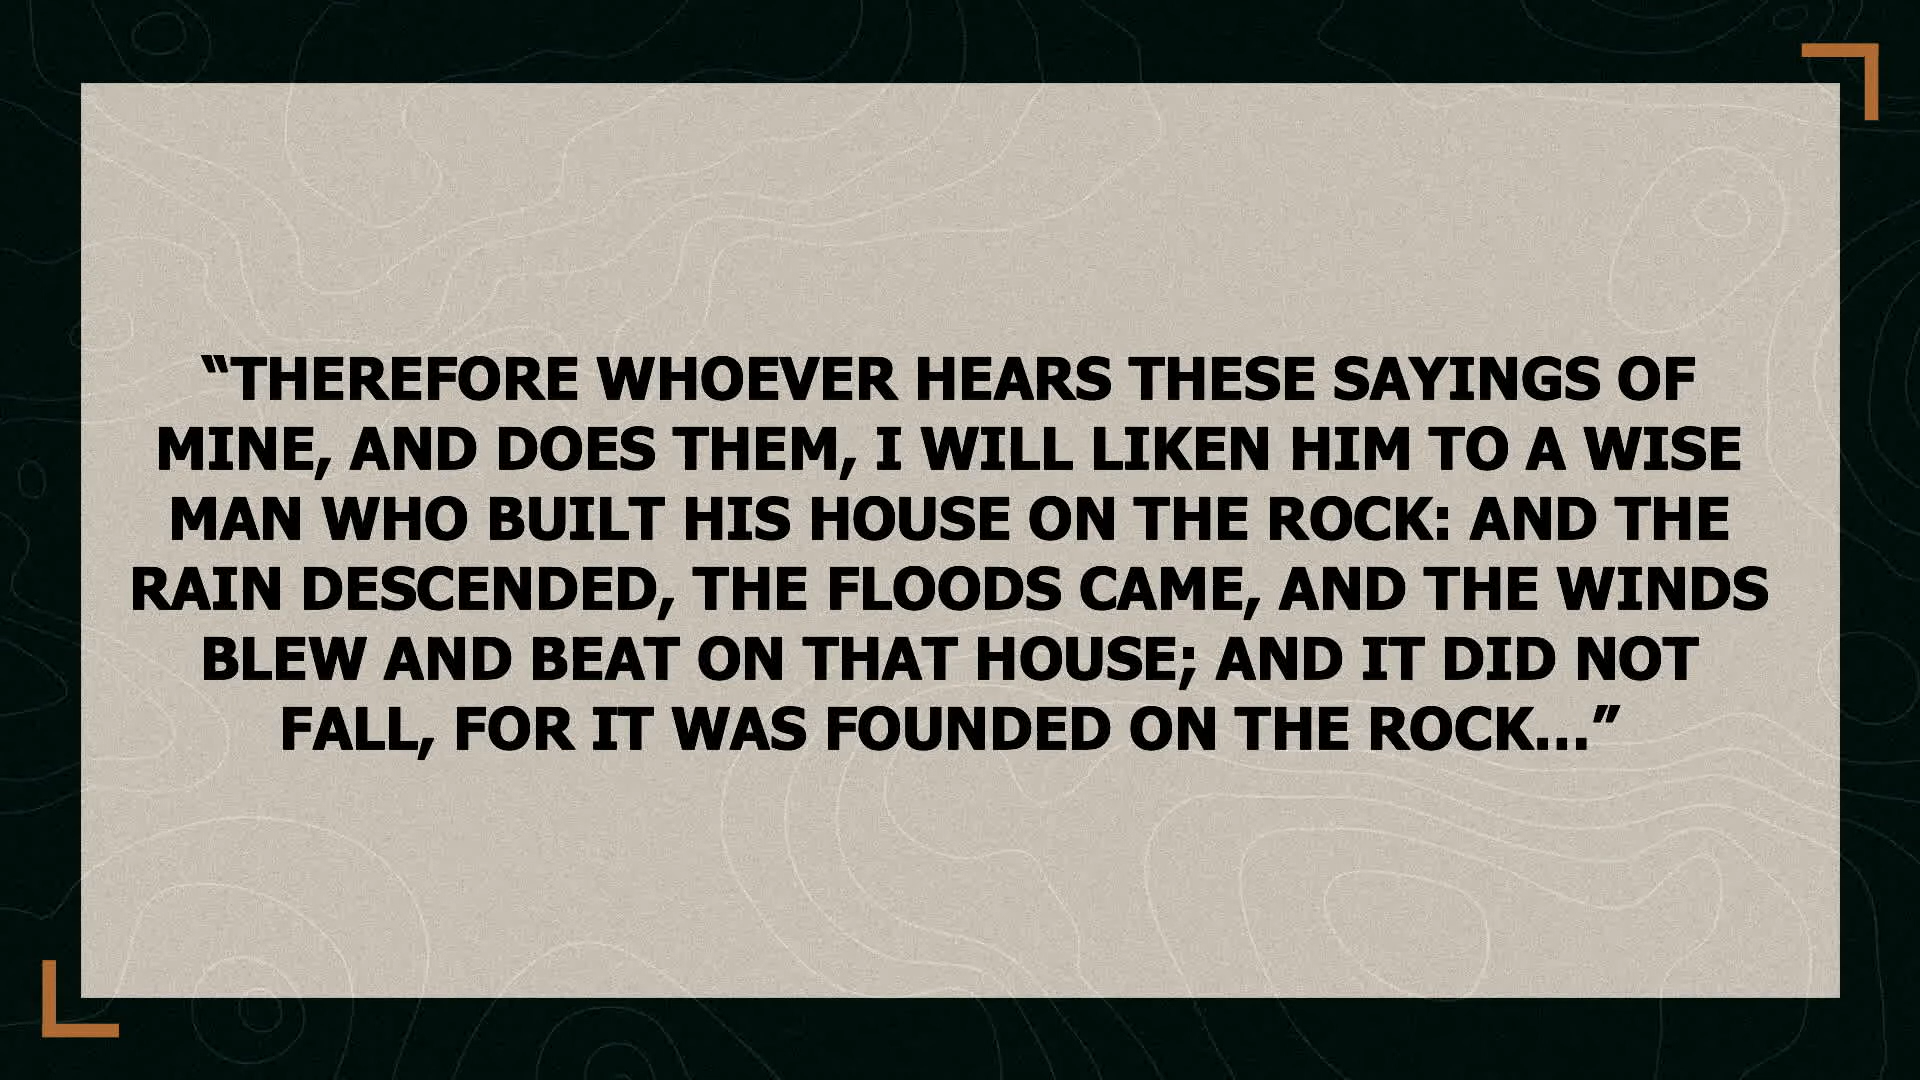 “THEREFORE WHOEVER HEARS THESE SAYINGS OF
MINE, AND DOES THEM, I WILL LIKEN HIM TO A WISE
MAN WHO BUILT HIS HOUSE ON THE ROCK: AND THE
RAIN DESCENDED, THE FLOODS CAME, AND THE WINDS
BLEW AND BEAT ON THAT HOUSE; AND IT DID NOT
FALL, FOR IT WAS FOUNDED ON THE ROCK...”